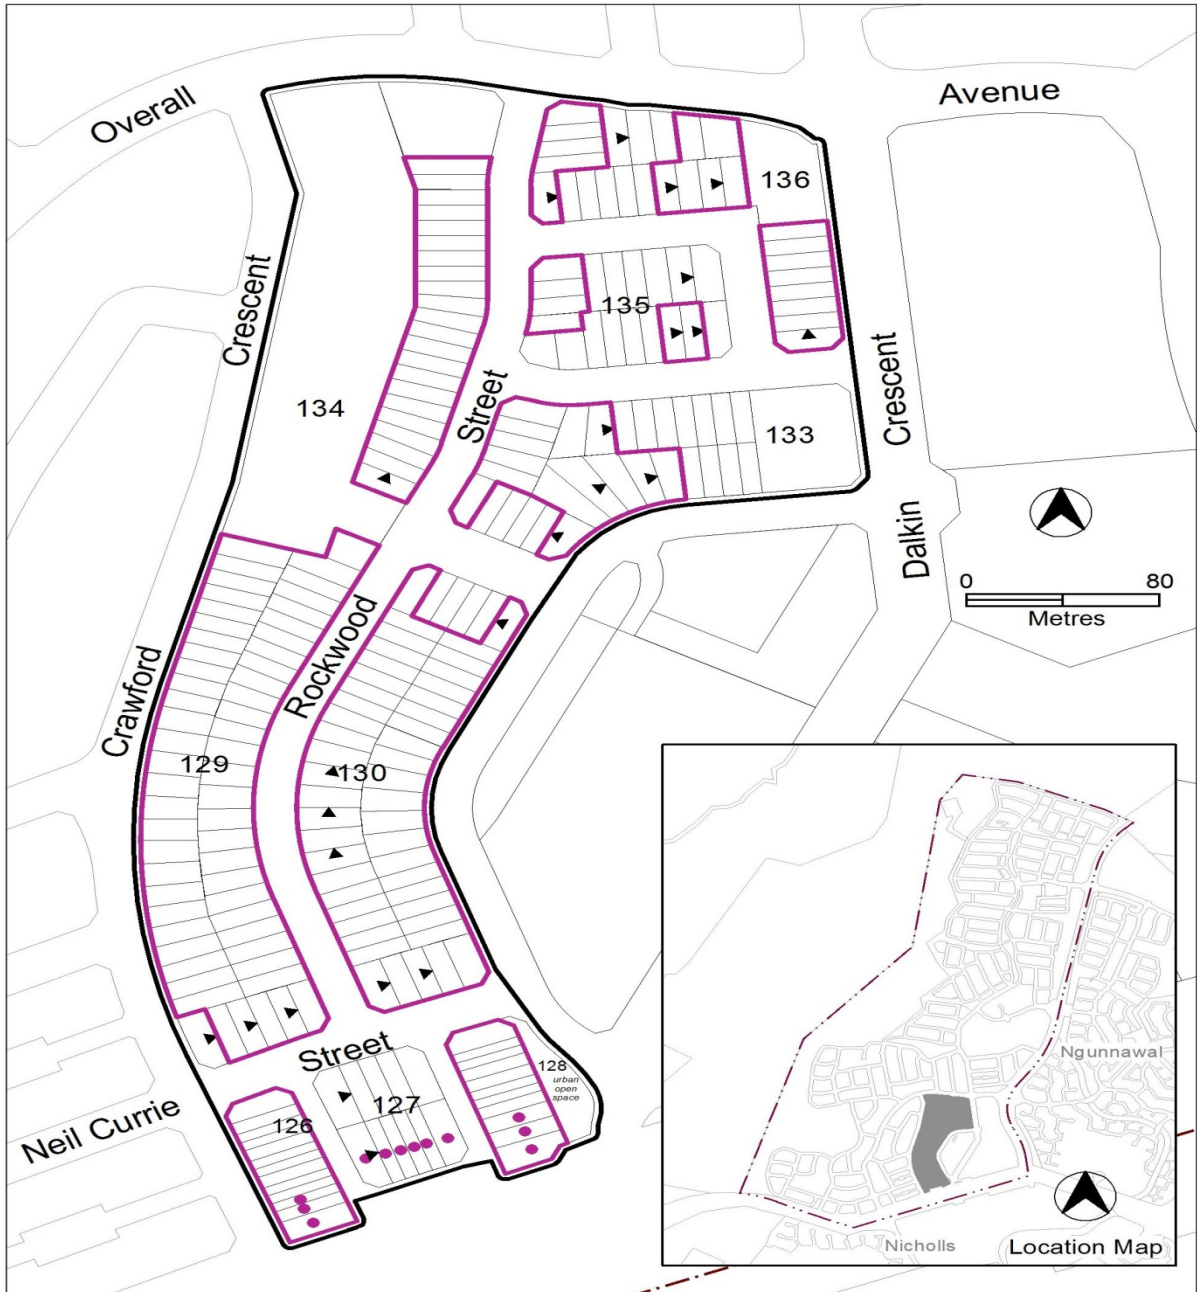 Overall
Avenue
136
Crescent
135
134
Street
133
Crescent
Dalkin
0 80
Metres
Rockwood
Crawford
129
130
Street
128
urban
open
space
127
126
Neil Currie
Ngunnawal
Nicholls
Location Map